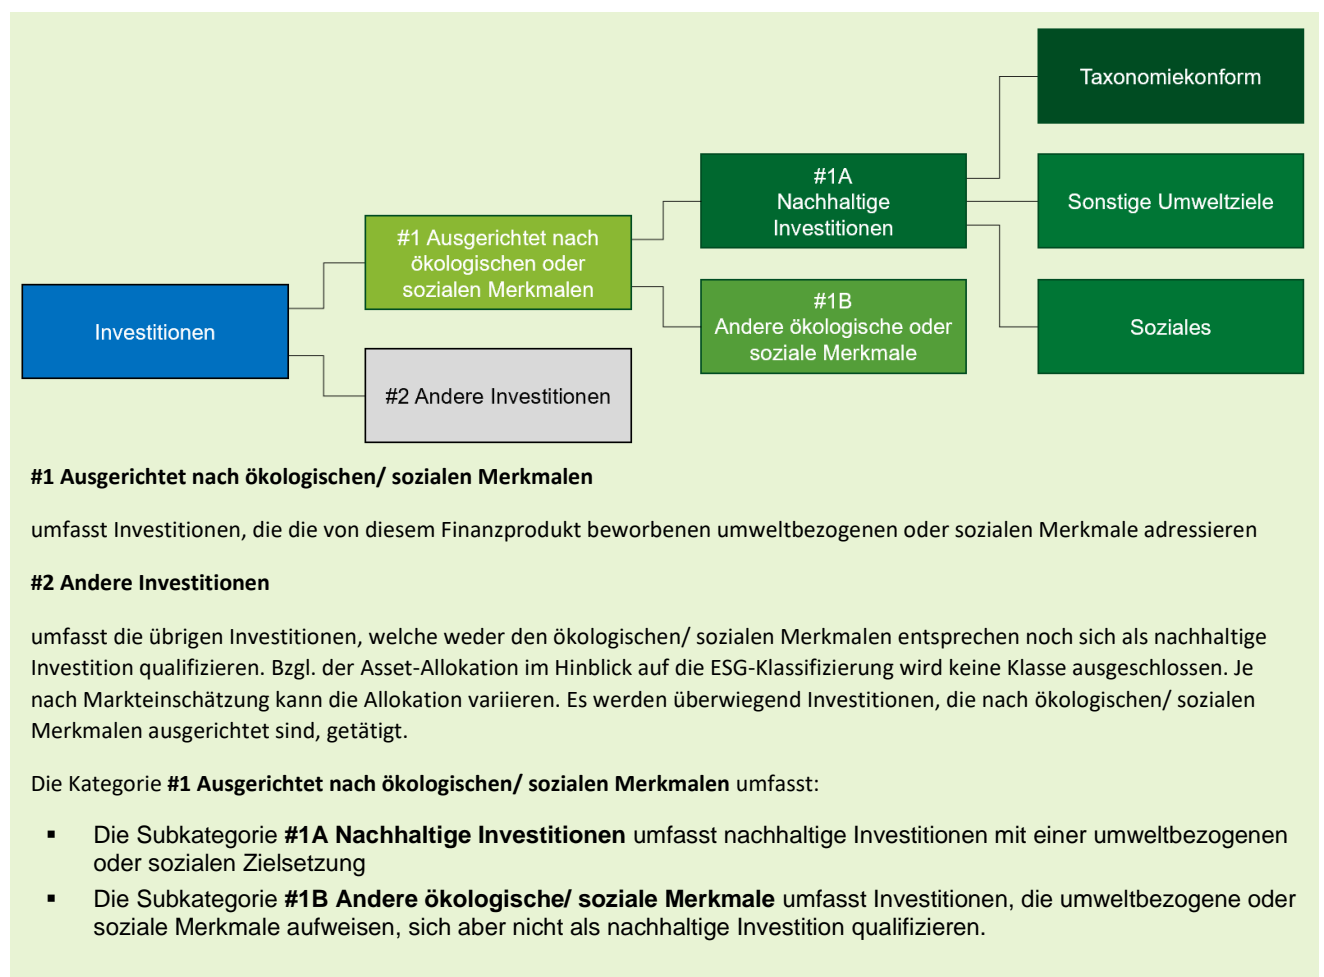 Taxonomiekonform
#1A
Nachhaltige
Investitionen
Sonstige Umweltziele
#1 Ausgerichtet nach
ökologischen oder
sozialen Merkmalen
#1B
Andere ökologische oder
soziale Merkmale
Soziales
Investitionen
#2 Andere Investitionen
#1 Ausgerichtet nach ökologischen/ sozialen Merkmalen
umfasst Investitionen, die die von diesem Finanzprodukt beworbenen umweltbezogenen oder sozialen Merkmale adressieren
#2 Andere Investitionen
umfasst die übrigen Investitionen, welche weder den ökologischen/ sozialen Merkmalen entsprechen noch sich als nachhaltige
Investition qualifizieren. Bzgl. der Asset-Allokation im Hinblick auf die ESG-Klassifizierung wird keine Klasse ausgeschlossen. Je
nach Markteinschätzung kann die Allokation variieren. Es werden überwiegend Investitionen, die nach ökologischen/ sozialen
Merkmalen ausgerichtet sind, getätigt.
Die Kategorie #1 Ausgerichtet nach ökologischen/ sozialen Merkmalen umfasst:
▪ Die Subkategorie #1A Nachhaltige Investitionen umfasst nachhaltige Investitionen mit einer umweltbezogenen
oder sozialen Zielsetzung
▪ Die Subkategorie #1B Andere ökologische/ soziale Merkmale umfasst Investitionen, die umweltbezogene oder
soziale Merkmale aufweisen, sich aber nicht als nachhaltige Investition qualifizieren.